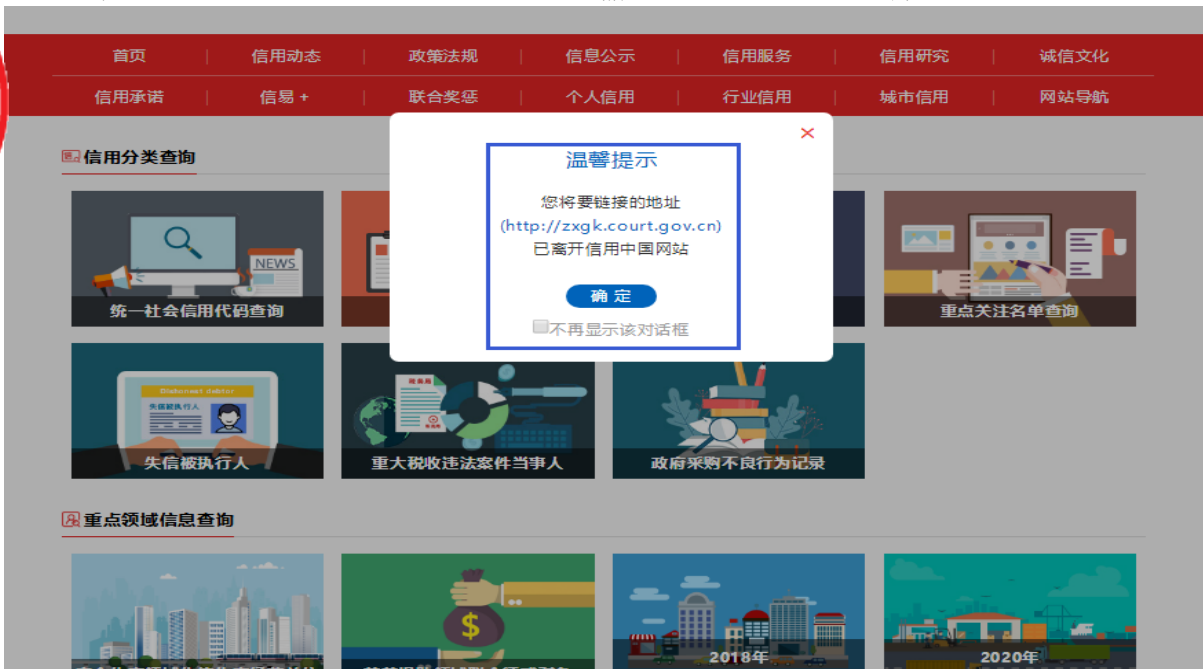 首页
信用动态
政策法规
信息公示
信用服务
信用研究
诚信文化
信用承诺
信易 +
联合奖惩
个人信用
行业信用
城市信用
网站导航
信用分类查询
温馨提示
您将要链接的地址
(http://zxgk.court.gov.cn)
已离开信用中国网站
确 定
不再显示该对话框
NEWS
统一社会信用代码查询
重点关注名单查询
Dishonest debtor
失信被执行人
失信被执行人
重大税收违法案件当事人
政府采购不良行为记录
重点领域信息查询
$
2018年
2020年